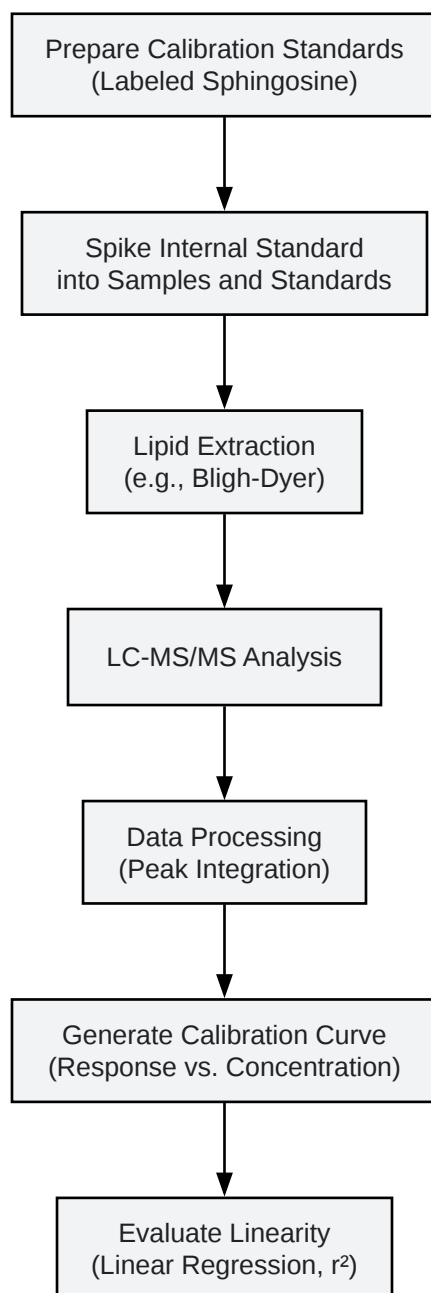 Prepare Calibration Standards
(Labeled Sphingosine)
Spike Internal Standard
into Samples and Standards
Lipid Extraction
(e.g., Bligh-Dyer)
LC-MS/MS Analysis
Data Processing
(Peak Integration)
Generate Calibration Curve
(Response vs. Concentration)
Evaluate Linearity
(Linear Regression, r²)